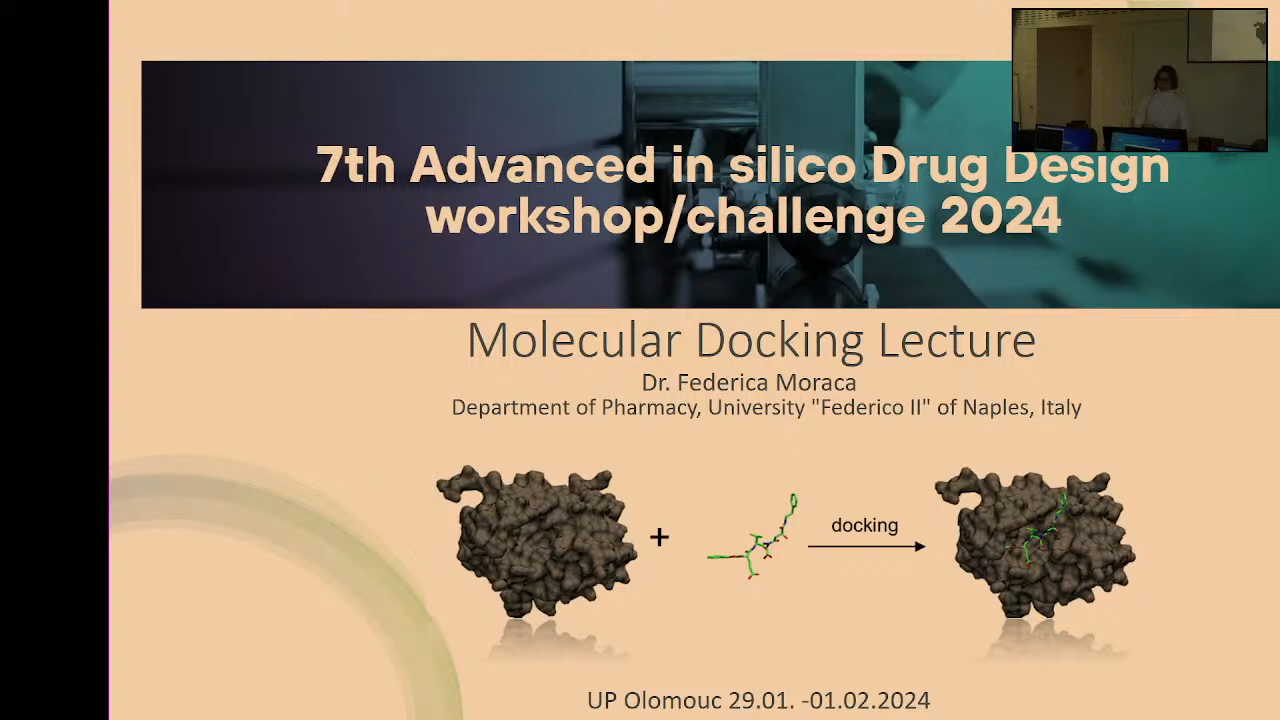 7th Advanced in silico Drug Design
workshop/challenge 2024
Molecular Docking Lecture
Dr. Federica Moraca
Department of Pharmacy, University "Federico II" of Naples, Italy
+
docking
UP Olomouc 29.01. -01.02.2024